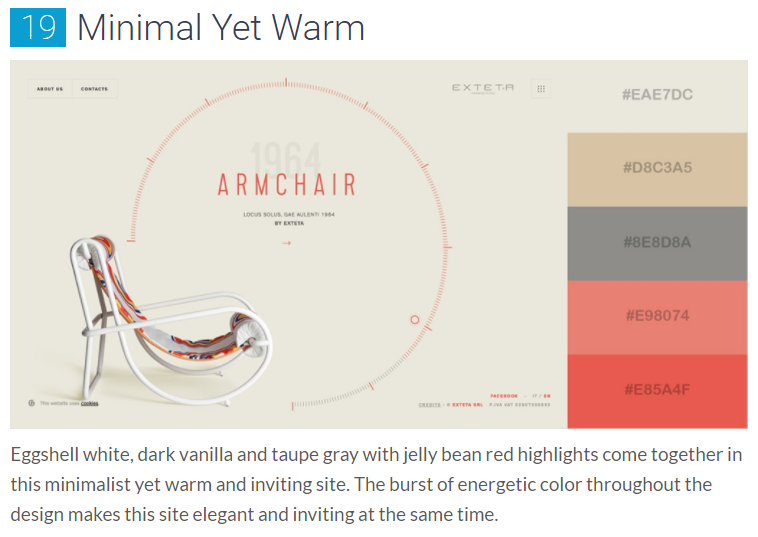 19 Minimal Yet Warm
ABOUT US CONTACTS
EXTETA
1964
ARMCHAIR
LOCUS SOLUS, GAE AULENTI 1964
BY EXTETA
→
This website uses cookies.
FACEBOOK - IT / EN
CREDITS - © EXTETA SRL
#EAE7DC
#D8C3A5
#8E8D8A
#E98074
#E85A4F
Eggshell white, dark vanilla and taupe gray with jelly bean red highlights come together in
this minimalist yet warm and inviting site. The burst of energetic color throughout the
design makes this site elegant and inviting at the same time.